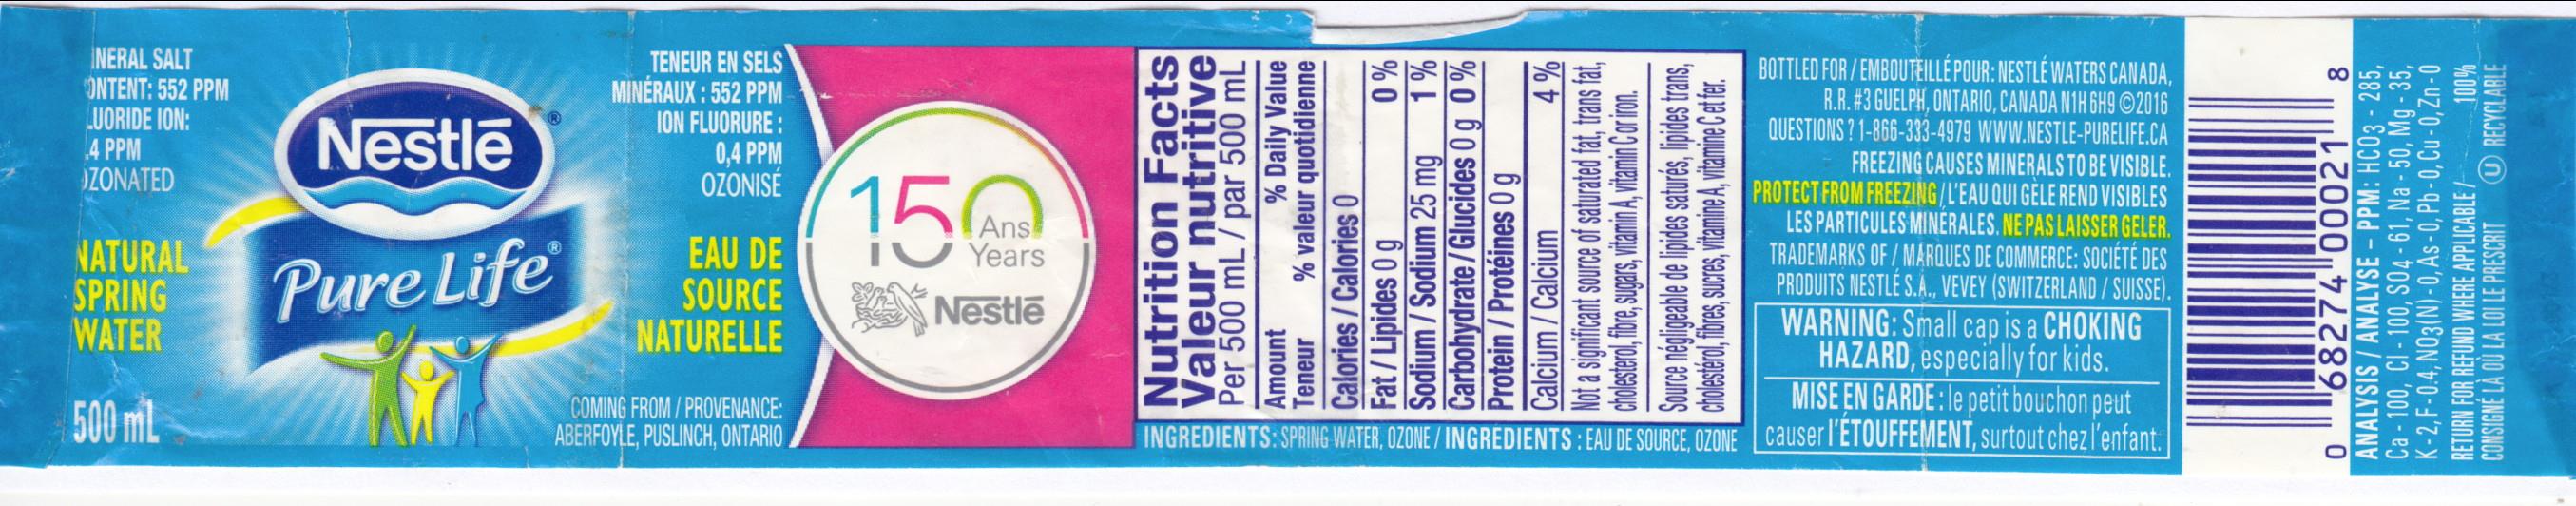 INERAL SALT
ONTENT: 552 PPM
LUORIDE ION:
.4 PPM
ZONATED
NATURAL
SPRING
WATER
500 mL
Nestlē ®
Pure Life®
TENEUR EN SELS
MINÉRAUX : 552 PPM
ION FLUORURE :
0,4 PPM
OZONISÉ
EAU DE
SOURCE
NATURELLE
COMING FROM / PROVENANCE:
ABERFOYLE, PUSLINCH, ONTARIO
150
Ans
Years
Nestlē
Nutrition Facts
Valeur nutritive
Per 500 mL / par 500 mL
Amount % Daily Value
Teneur % valeur quotidienne
Calories / Calories 0
Fat / Lipides 0 g 0 %
Sodium / Sodium 25 mg 1 %
Carbohydrate / Glucides 0 g 0 %
Protein / Protéines 0 g
Calcium / Calcium 4 %
Not a significant source of saturated fat, trans fat,
cholesterol, fibre, sugars, vitamin A, vitamin C or iron.
Source négligeable de lipides saturés, lipides trans,
cholestérol, fibres, sucres, vitamine A, vitamine C et fer.
INGREDIENTS: SPRING WATER, OZONE / INGRÉDIENTS : EAU DE SOURCE, OZONE
BOTTLED FOR / EMBOUTEILLÉ POUR: NESTLÉ WATERS CANADA,
R.R. #3 GUELPH, ONTARIO, CANADA N1H 6H9 ©2016
QUESTIONS ? 1-866-333-4979 WWW.NESTLE-PURELIFE.CA
FREEZING CAUSES MINERALS TO BE VISIBLE.
PROTECT FROM FREEZING / L'EAU QUI GÈLE REND VISIBLES
LES PARTICULES MINÉRALES. NE PAS LAISSER GELER.
TRADEMARKS OF / MARQUES DE COMMERCE: SOCIÉTÉ DES
PRODUITS NESTLÉ S.A., VEVEY (SWITZERLAND / SUISSE).
WARNING: Small cap is a CHOKING
HAZARD, especially for kids.
MISE EN GARDE : le petit bouchon peut
causer l'ÉTOUFFEMENT, surtout chez l'enfant.
0 68274 00021 8
ANALYSIS / ANALYSE - PPM: HCO3 - 285,
Ca - 100, Cl - 100, SO4 - 61, Na - 50, Mg - 35,
K - 2, F - 0.4, NO3(N) - 0, As - 0, Pb - 0, Cu - 0, Zn - 0
RETURN FOR REFUND WHERE APPLICABLE / 100%
CONSIGNÉ LÀ OÙ LA LOI LE PRESCRIT U RECYCLABLE